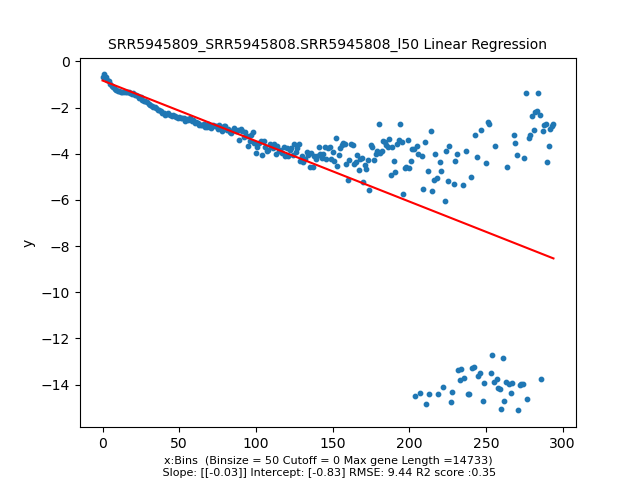 SRR5945809_SRR5945808.SRR5945808_l50 Linear Regression
0
−2
−4
−6
−8
−10
−12
−14
y
0 50 100 150 200 250 300
x:Bins (Binsize = 50 Cutoff = 0 Max gene Length =14733)
Slope: [[-0.03]] Intercept: [-0.83] RMSE: 9.44 R2 score :0.35